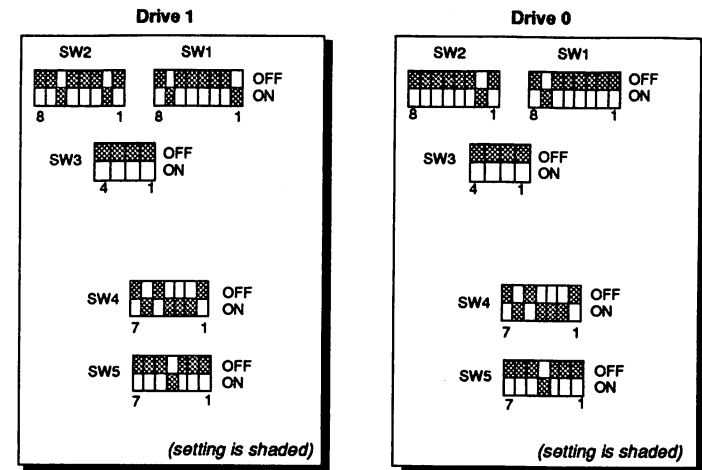 Drive 1
SW2 SW1
OFF
ON
8 1 8 1
SW3 OFF
ON
4 1
SW4 OFF
ON
7 1
SW5 OFF
ON
7 1
(setting is shaded)
Drive 0
SW2 SW1
OFF
ON
8 1 8 1
SW3 OFF
ON
4 1
SW4 OFF
ON
7 1
SW5 OFF
ON
7 1
(setting is shaded)